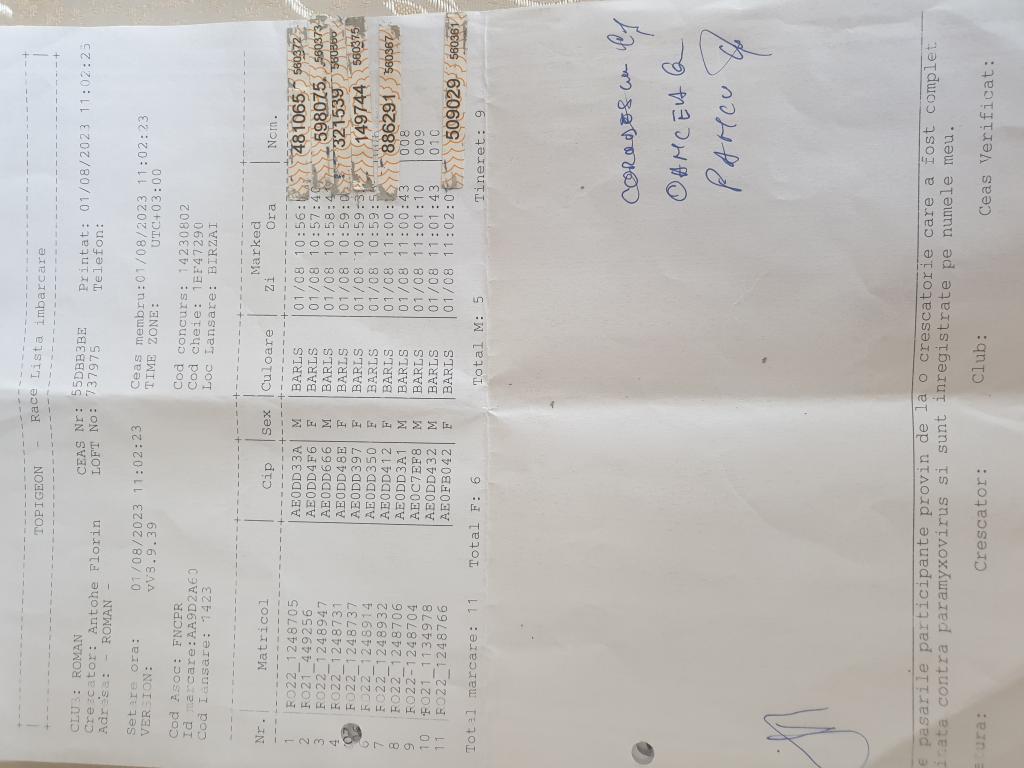 TOPIGEON - Race Lista imbarcare
CLUB: ROMAN CEAS Nr: 55DBB3BE Printat: 01/08/2023 11:02:23
Crescator: Antohe Florin LOFT No: 737975 Telefon:
Adresa: - ROMAN -
Setare ora: 01/08/2023 11:02:23 Ceas membru:01/08/2023 11:02:23
VERSION: vV8.9.39 TIME ZONE: UTC+03:00
Cod Asoc: FNCPR Cod concurs: 14230802
Id marcare:AA9D2A60 Cod cheie: 1EF47290
Cod Lansare: 1423 Loc Lansare: BIRZAI
Nr. Matricol Cip Sex Culoare Marked Zi Ora Ncm.
1 RO22_1248705 AE0DD33A M BARLS 01/08 10:56: 481065 560372
2 RO21_449256 AE0DD4F6 F BARLS 01/08 10:57:4 598075 560373
3 RO22_1248947 AE0DD666 M BARLS 01/08 10:58:4 321539
4 RO22_1248731 AE0DD48E F BARLS 01/08 10:59:0 149744 560375
RO22_1248737 AE0DD397 F BARLS 01/08 10:59:3
6 RO22_1248914 AE0DD350 F BARLS 01/08 10:59:5 886291 560367
7 RO22_1248932 AE0DD412 F BARLS 01/08 11:00:
8 RO22_1248706 AE0DD3A1 M BARLS 01/08 11:00:43 008
9 RO22_1248704 AE0C7EF8 M BARLS 01/08 11:01:10 009
10 RO21_1134978 AE0DD432 M BARLS 01/08 11:01:43 010
11 RO22_1248766 AE0FB042 F BARLS 01/08 11:02:0 509029 560361
Total marcare: 11 Total F: 6 Total M: 5 Tineret: 9
OAMCEA
PAMCU
e pasarile participante provin de la o crescatorie care a fost complet
inata contra paramyxovirus si sunt inregistrate pe numele meu.
Crescator: Club: Ceas Verificat: